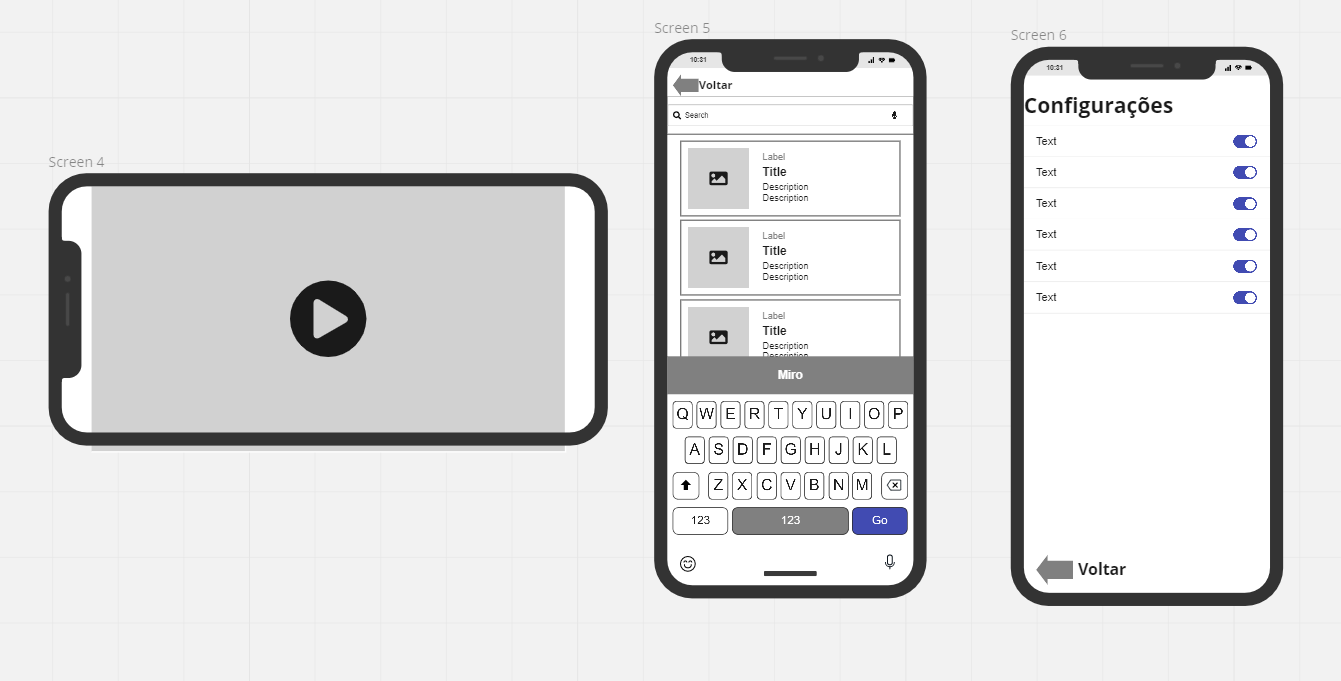 Screen 4
Screen 5
10:31
Voltar
Search
Label
Title
Description
Description
Label
Title
Description
Description
Label
Title
Description
Description
Miro
Q W E R T Y U I O P
A S D F G H J K L
Z X C V B N M
123 123 Go
Screen 6
10:31
Configurações
Text
Text
Text
Text
Text
Text
Voltar